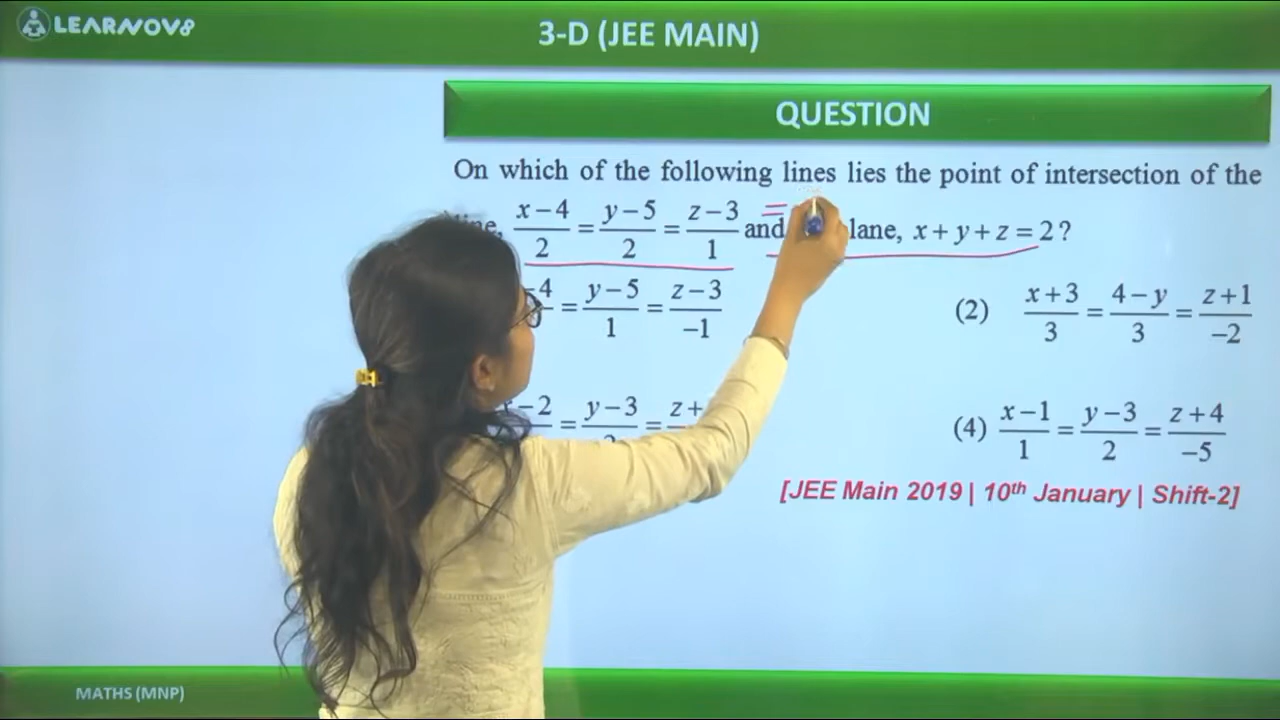 LEARNOV8
3-D (JEE MAIN)
QUESTION
On which of the following lines lies the point of intersection of the
x-4/2 = y-5/2 = z-3/1 and lane, x+y+z=2?
-4 = y-5/1 = z-3/-1
(2) x+3/3 = 4-y/3 = z+1/-2
-2 = y-3 = z+
(4) x-1/1 = y-3/2 = z+4/-5
[JEE Main 2019 | 10th January | Shift-2]
MATHS (MNP)